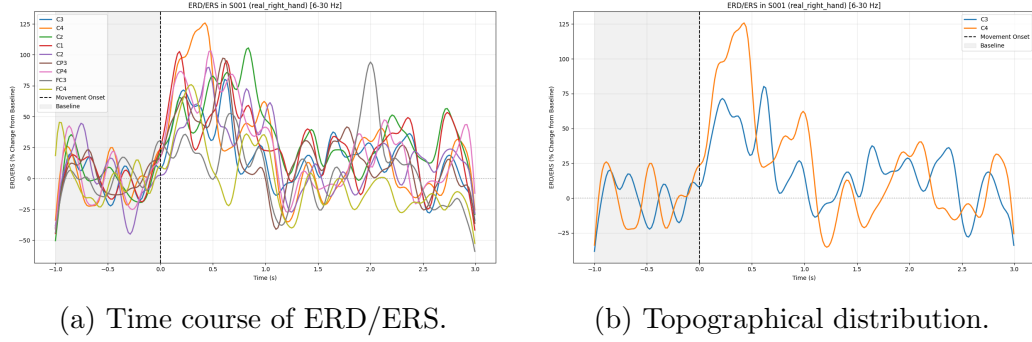 ERD/ERS in S001 (real_right_hand) [6-30 Hz]
ERD/ERS (% Change from Baseline)
125
100
75
50
25
0
−25
−50
C3
C4
Cz
C1
C2
CP3
CP4
FC3
FC4
Movement Onset
Baseline
−1.0 −0.5 0.0 0.5 1.0 1.5 2.0 2.5 3.0
Time (s)
(a) Time course of ERD/ERS.
ERD/ERS in S001 (real_right_hand) [6-30 Hz]
ERD/ERS (% Change from Baseline)
125
100
75
50
25
0
−25
C3
C4
Movement Onset
Baseline
−1.0 −0.5 0.0 0.5 1.0 1.5 2.0 2.5 3.0
Time (s)
(b) Topographical distribution.